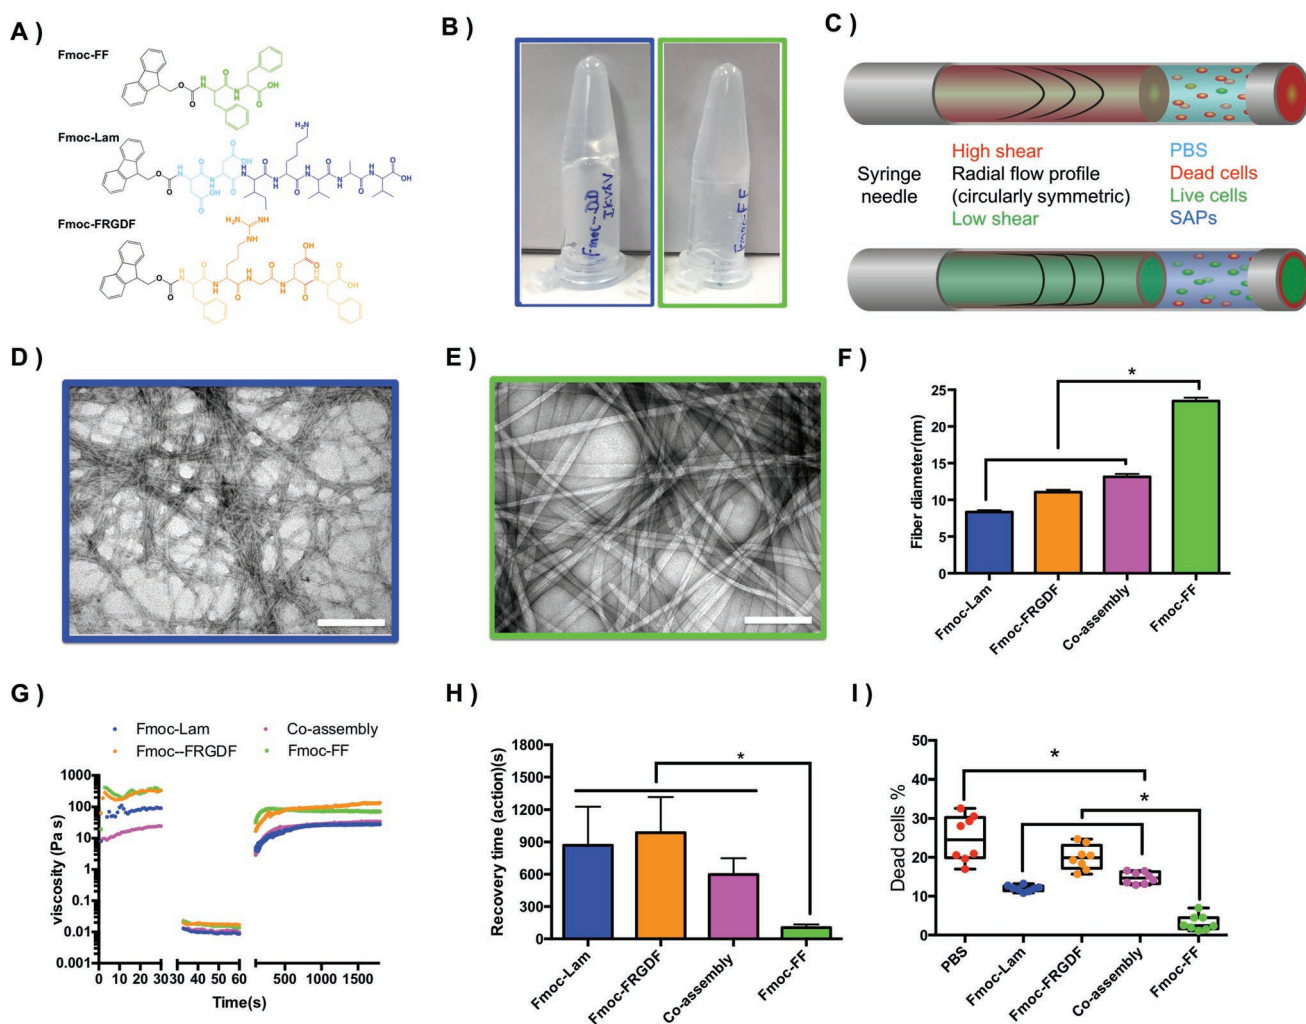 A )
Fmoc-FF
Fmoc-Lam
Fmoc-FRGDF
B )
Fmoc-DD
IKVAV
Fmoc-FF
C )
Syringe
needle
High shear
Radial flow profile
(circularly symmetric)
Low shear
PBS
Dead cells
Live cells
SAPs
D )
E )
F )
Fiber diameter(nm)
25
20
15
10
5
0
Fmoc-Lam
Fmoc-FRGDF
Co-assembly
Fmoc-FF
*
G )
Fmoc-Lam
Fmoc--FRGDF
Co-assembly
Fmoc-FF
viscosity (Pa s)
1000
100
10
1
0.1
0.01
0.001
0 10 20 30 30 40 50 60 500 1000 1500
Time(s)
H )
Recovery time (action)(s)
1800
1500
1200
900
600
300
0
Fmoc-Lam
Fmoc-FRGDF
Co-assembly
Fmoc-FF
*
I )
Dead cells %
50
40
30
20
10
0
PBS
Fmoc-Lam
Fmoc-FRGDF
Co-assembly
Fmoc-FF
*
*